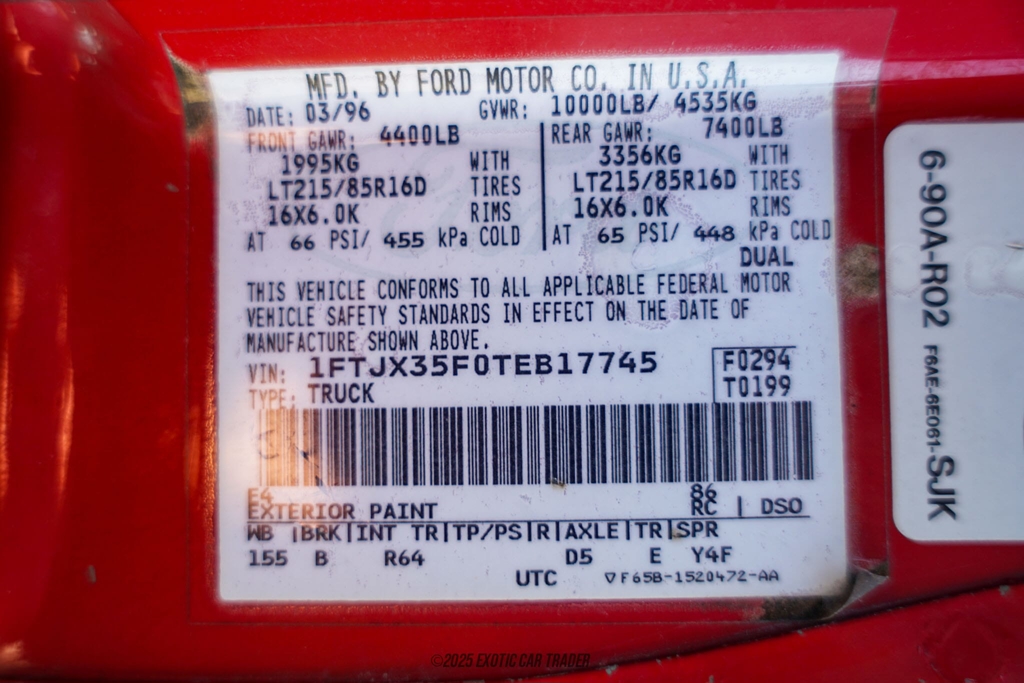 MFD. BY FORD MOTOR CO. IN U.S.A.
DATE: 03/96 GVWR: 10000LB/ 4535KG
FRONT GAWR: 4400LB REAR GAWR: 7400LB
1995KG WITH 3356KG WITH
LT215/85R16D TIRES LT215/85R16D TIRES
16X6.0K RIMS 16X6.0K RIMS
AT 66 PSI/ 455 kPa COLD AT 65 PSI/ 448 kPa COLD
DUAL
THIS VEHICLE CONFORMS TO ALL APPLICABLE FEDERAL MOTOR
VEHICLE SAFETY STANDARDS IN EFFECT ON THE DATE OF
MANUFACTURE SHOWN ABOVE.
VIN: 1FTJX35F0TEB17745 F0294
TYPE: TRUCK T0199
E4 86
EXTERIOR PAINT RC | DSO
WB |BRK|INT TR|TP/PS|R|AXLE|TR|SPR
155 B R64 D5 E Y4F
UTC ▽F65B-1520472-AA
6-90A-R02 F6AE-6E061-SJK
©2025 EXOTIC CAR TRADER